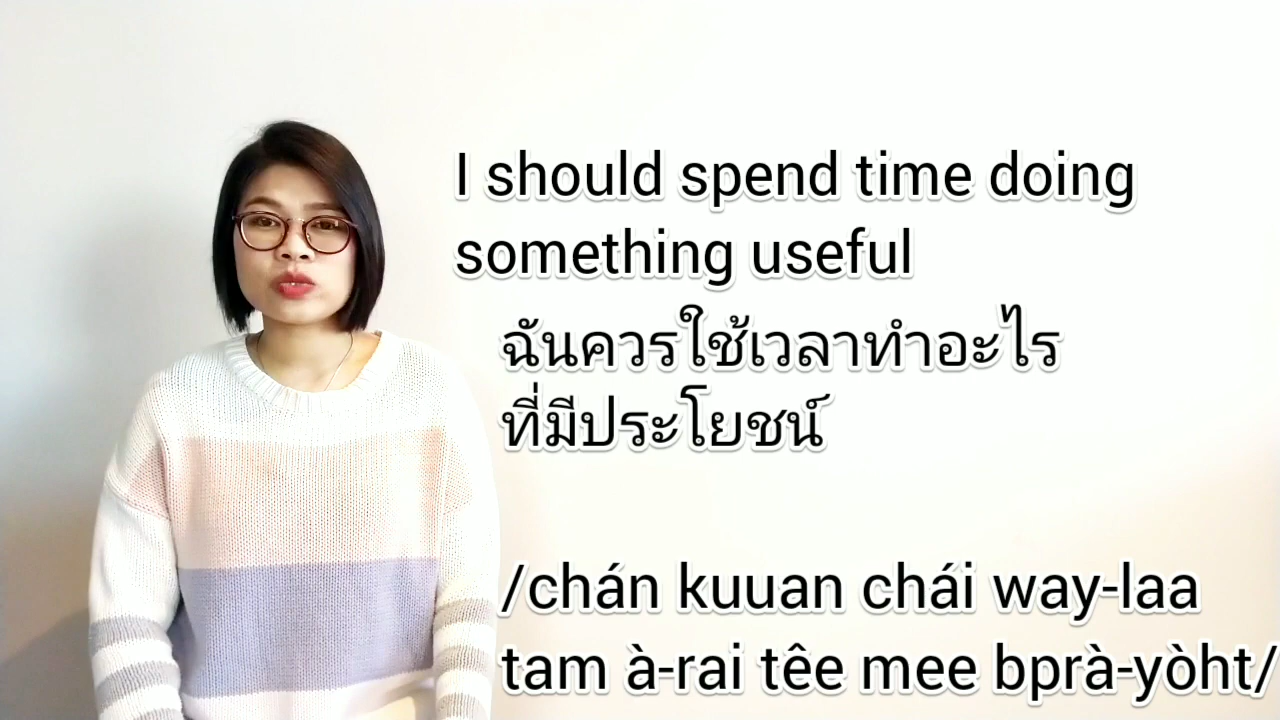 I should spend time doing
something useful
ฉันควรใช้เวลาทำอะไร
ที่มีประโยชน์
/chán kuuan chái way-laa
tam à-rai têe mee bprà-yòht/